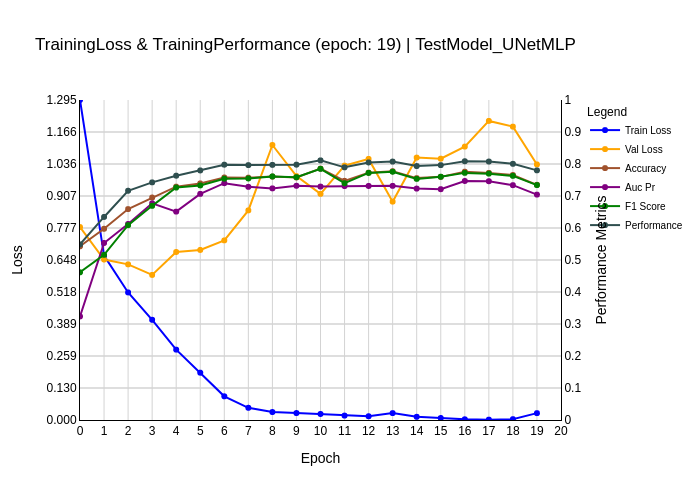 TrainingLoss & TrainingPerformance (epoch: 19) | TestModel_UNetMLP
Legend
Train Loss
Val Loss
Accuracy
Auc Pr
F1 Score
Performance
1.295
1.166
1.036
0.907
0.777
0.648
0.518
0.389
0.259
0.130
0.000
Loss
1
0.9
0.8
0.7
0.6
0.5
0.4
0.3
0.2
0.1
0
Performance Metrics
0 1 2 3 4 5 6 7 8 9 10 11 12 13 14 15 16 17 18 19 20
Epoch